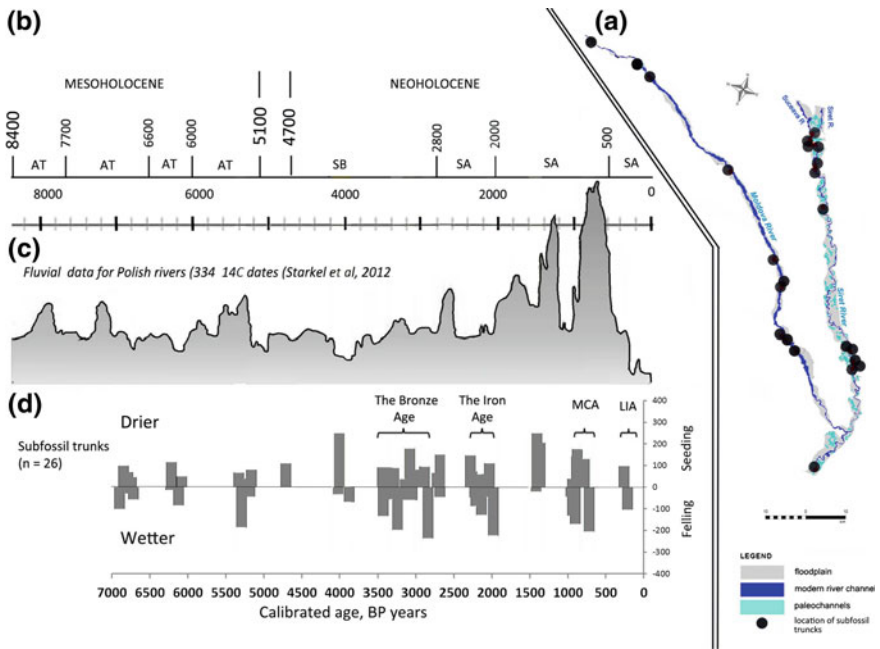 (b)
(a)
MESOHOLOCENE NEOHOLOCENE
8400 7700 6600 6000 5100 4700 2800 2000 500
AT AT AT AT SB SA SA SA
8000 6000 4000 2000 0
(c)
Fluvial data for Polish rivers (334 14C dates (Starkel et al, 2012
(d)
Drier
The Bronze Age
The Iron Age
MCA
LIA
Subfossil trunks
(n = 26)
Wetter
400
300
200
100
0
-100
-200
-300
-400
Seeding
Felling
7000 6500 6000 5500 5000 4500 4000 3500 3000 2500 2000 1500 1000 500 0
Calibrated age, BP years
Suceava R.
Siret R.
Moldova River
Siret River
LEGEND
floodplain
modern river channel
paleochannels
location of subfossil
truncks